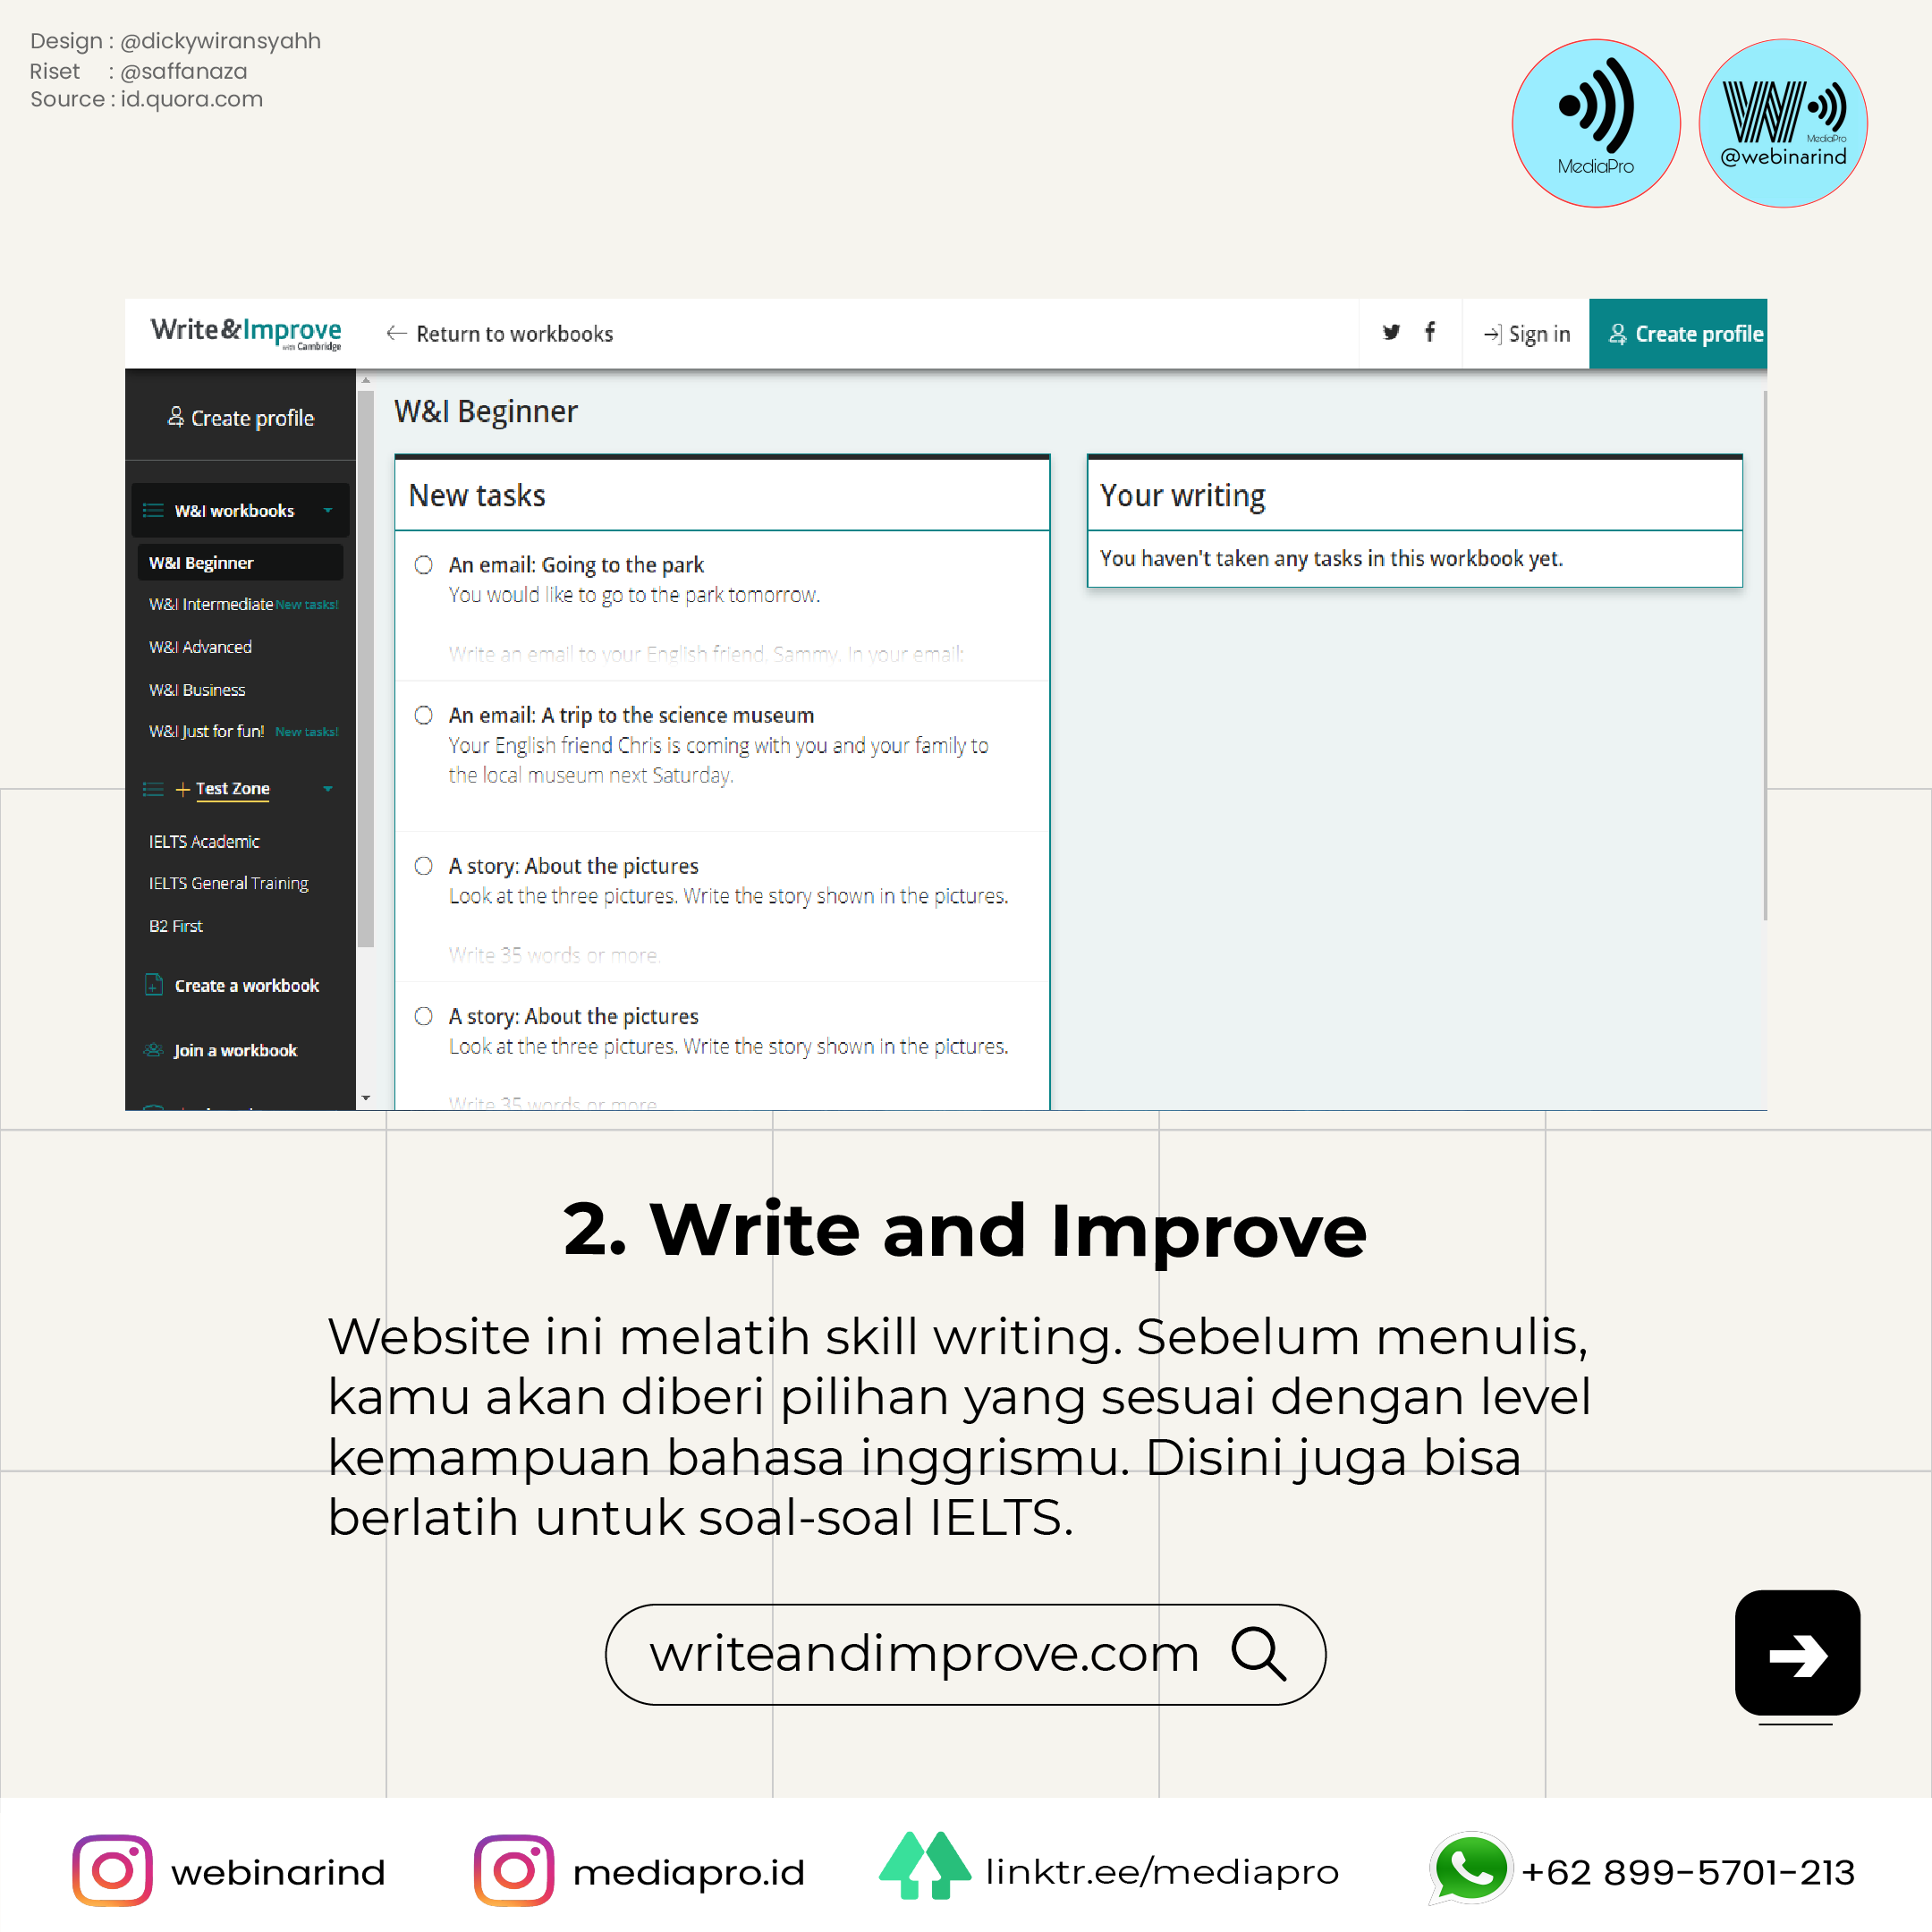 Design : @dickywiransyahh
Riset : @saffanaza
Source : id.quora.com
MediaPro
W MediaPro
@webinarind
Write&Improve
with Cambridge
Return to workbooks
Sign in
Create profile
Create profile
W&I workbooks
W&I Beginner
W&I Intermediate New tasks!
W&I Advanced
W&I Business
W&I Just for fun! New tasks!
+ Test Zone
IELTS Academic
IELTS General Training
B2 First
Create a workbook
Join a workbook
W&I Beginner
New tasks
An email: Going to the park
You would like to go to the park tomorrow.
Write an email to your English friend, Sammy. In your email:
An email: A trip to the science museum
Your English friend Chris is coming with you and your family to
the local museum next Saturday.
A story: About the pictures
Look at the three pictures. Write the story shown in the pictures.
Write 35 words or more.
A story: About the pictures
Look at the three pictures. Write the story shown in the pictures.
Write 35 words or more
Your writing
You haven't taken any tasks in this workbook yet.
2. Write and Improve
Website ini melatih skill writing. Sebelum menulis,
kamu akan diberi pilihan yang sesuai dengan level
kemampuan bahasa inggrismu. Disini juga bisa
berlatih untuk soal-soal IELTS.
writeandimprove.com
webinarind
mediapro.id
linktr.ee/mediapro
+62 899-5701-213